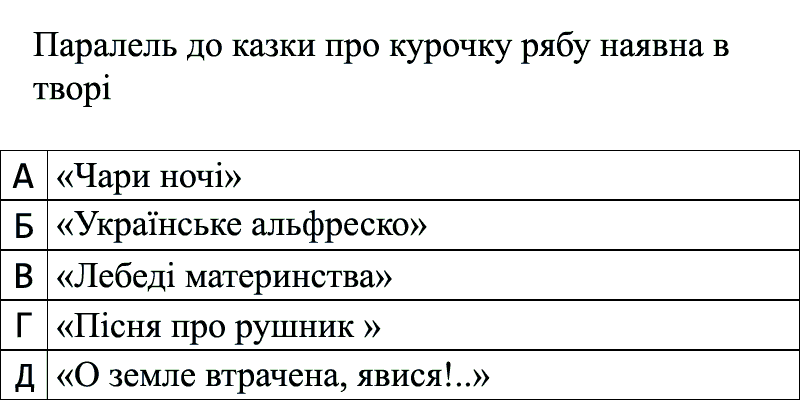 Паралель до казки про курочку рябу наявна в
творі
А «Чари ночі»
Б «Українське альфреско»
В «Лебеді материнства»
Г «Пісня про рушник »
Д «О земле втрачена, явися!..»